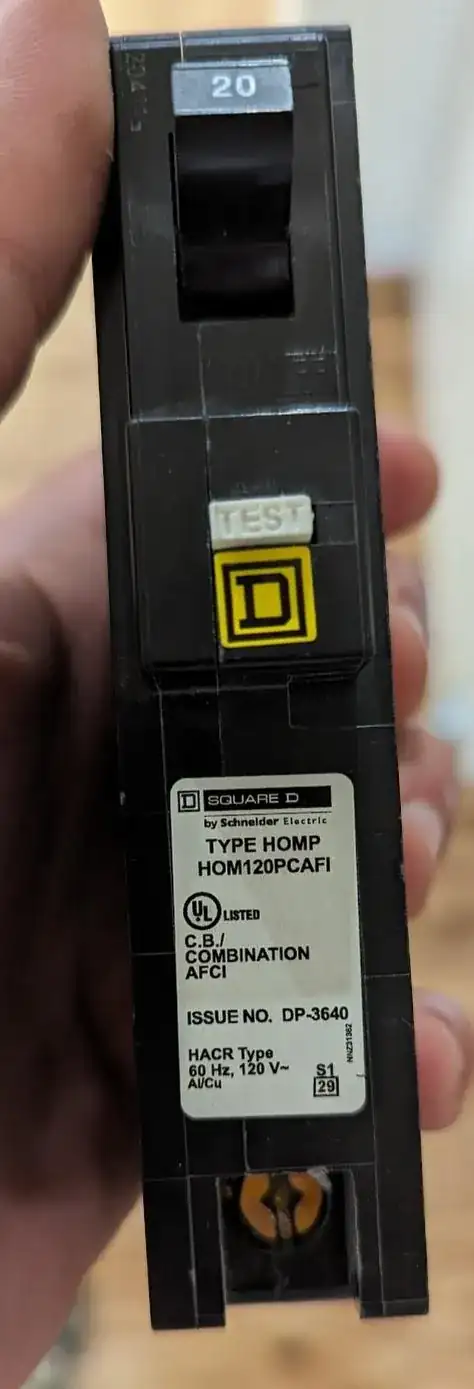 20
TEST
D
D SQUARE D
by Schneider Electric
TYPE HOMP
HOM120PCAFI
UL LISTED
C.B./
COMBINATION
AFCI
ISSUE NO. DP-3640
HACR Type
60 Hz, 120 V~
Al/Cu
S1
29
NNZ31362